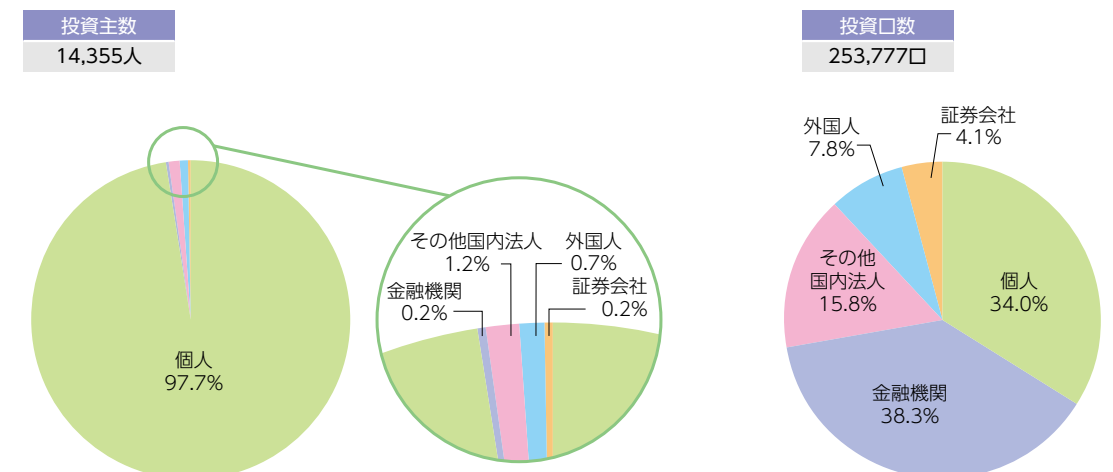 投資主数
14,355人
個人
97.7%
その他国内法人
1.2%
外国人
0.7%
金融機関
0.2%
証券会社
0.2%
投資口数
253,777口
外国人
7.8%
証券会社
4.1%
その他
国内法人
15.8%
個人
34.0%
金融機関
38.3%